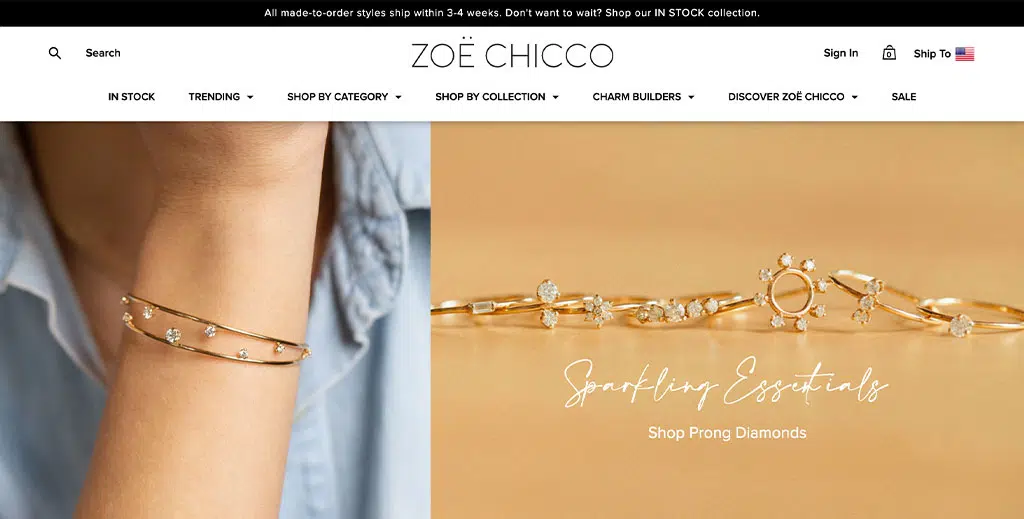 All made-to-order styles ship within 3-4 weeks. Don't want to wait? Shop our IN STOCK collection.
Search
ZOË CHICCO
Sign In
0
Ship To
IN STOCK TRENDING SHOP BY CATEGORY SHOP BY COLLECTION CHARM BUILDERS DISCOVER ZOË CHICCO SALE
Sparkling Essentials
Shop Prong Diamonds